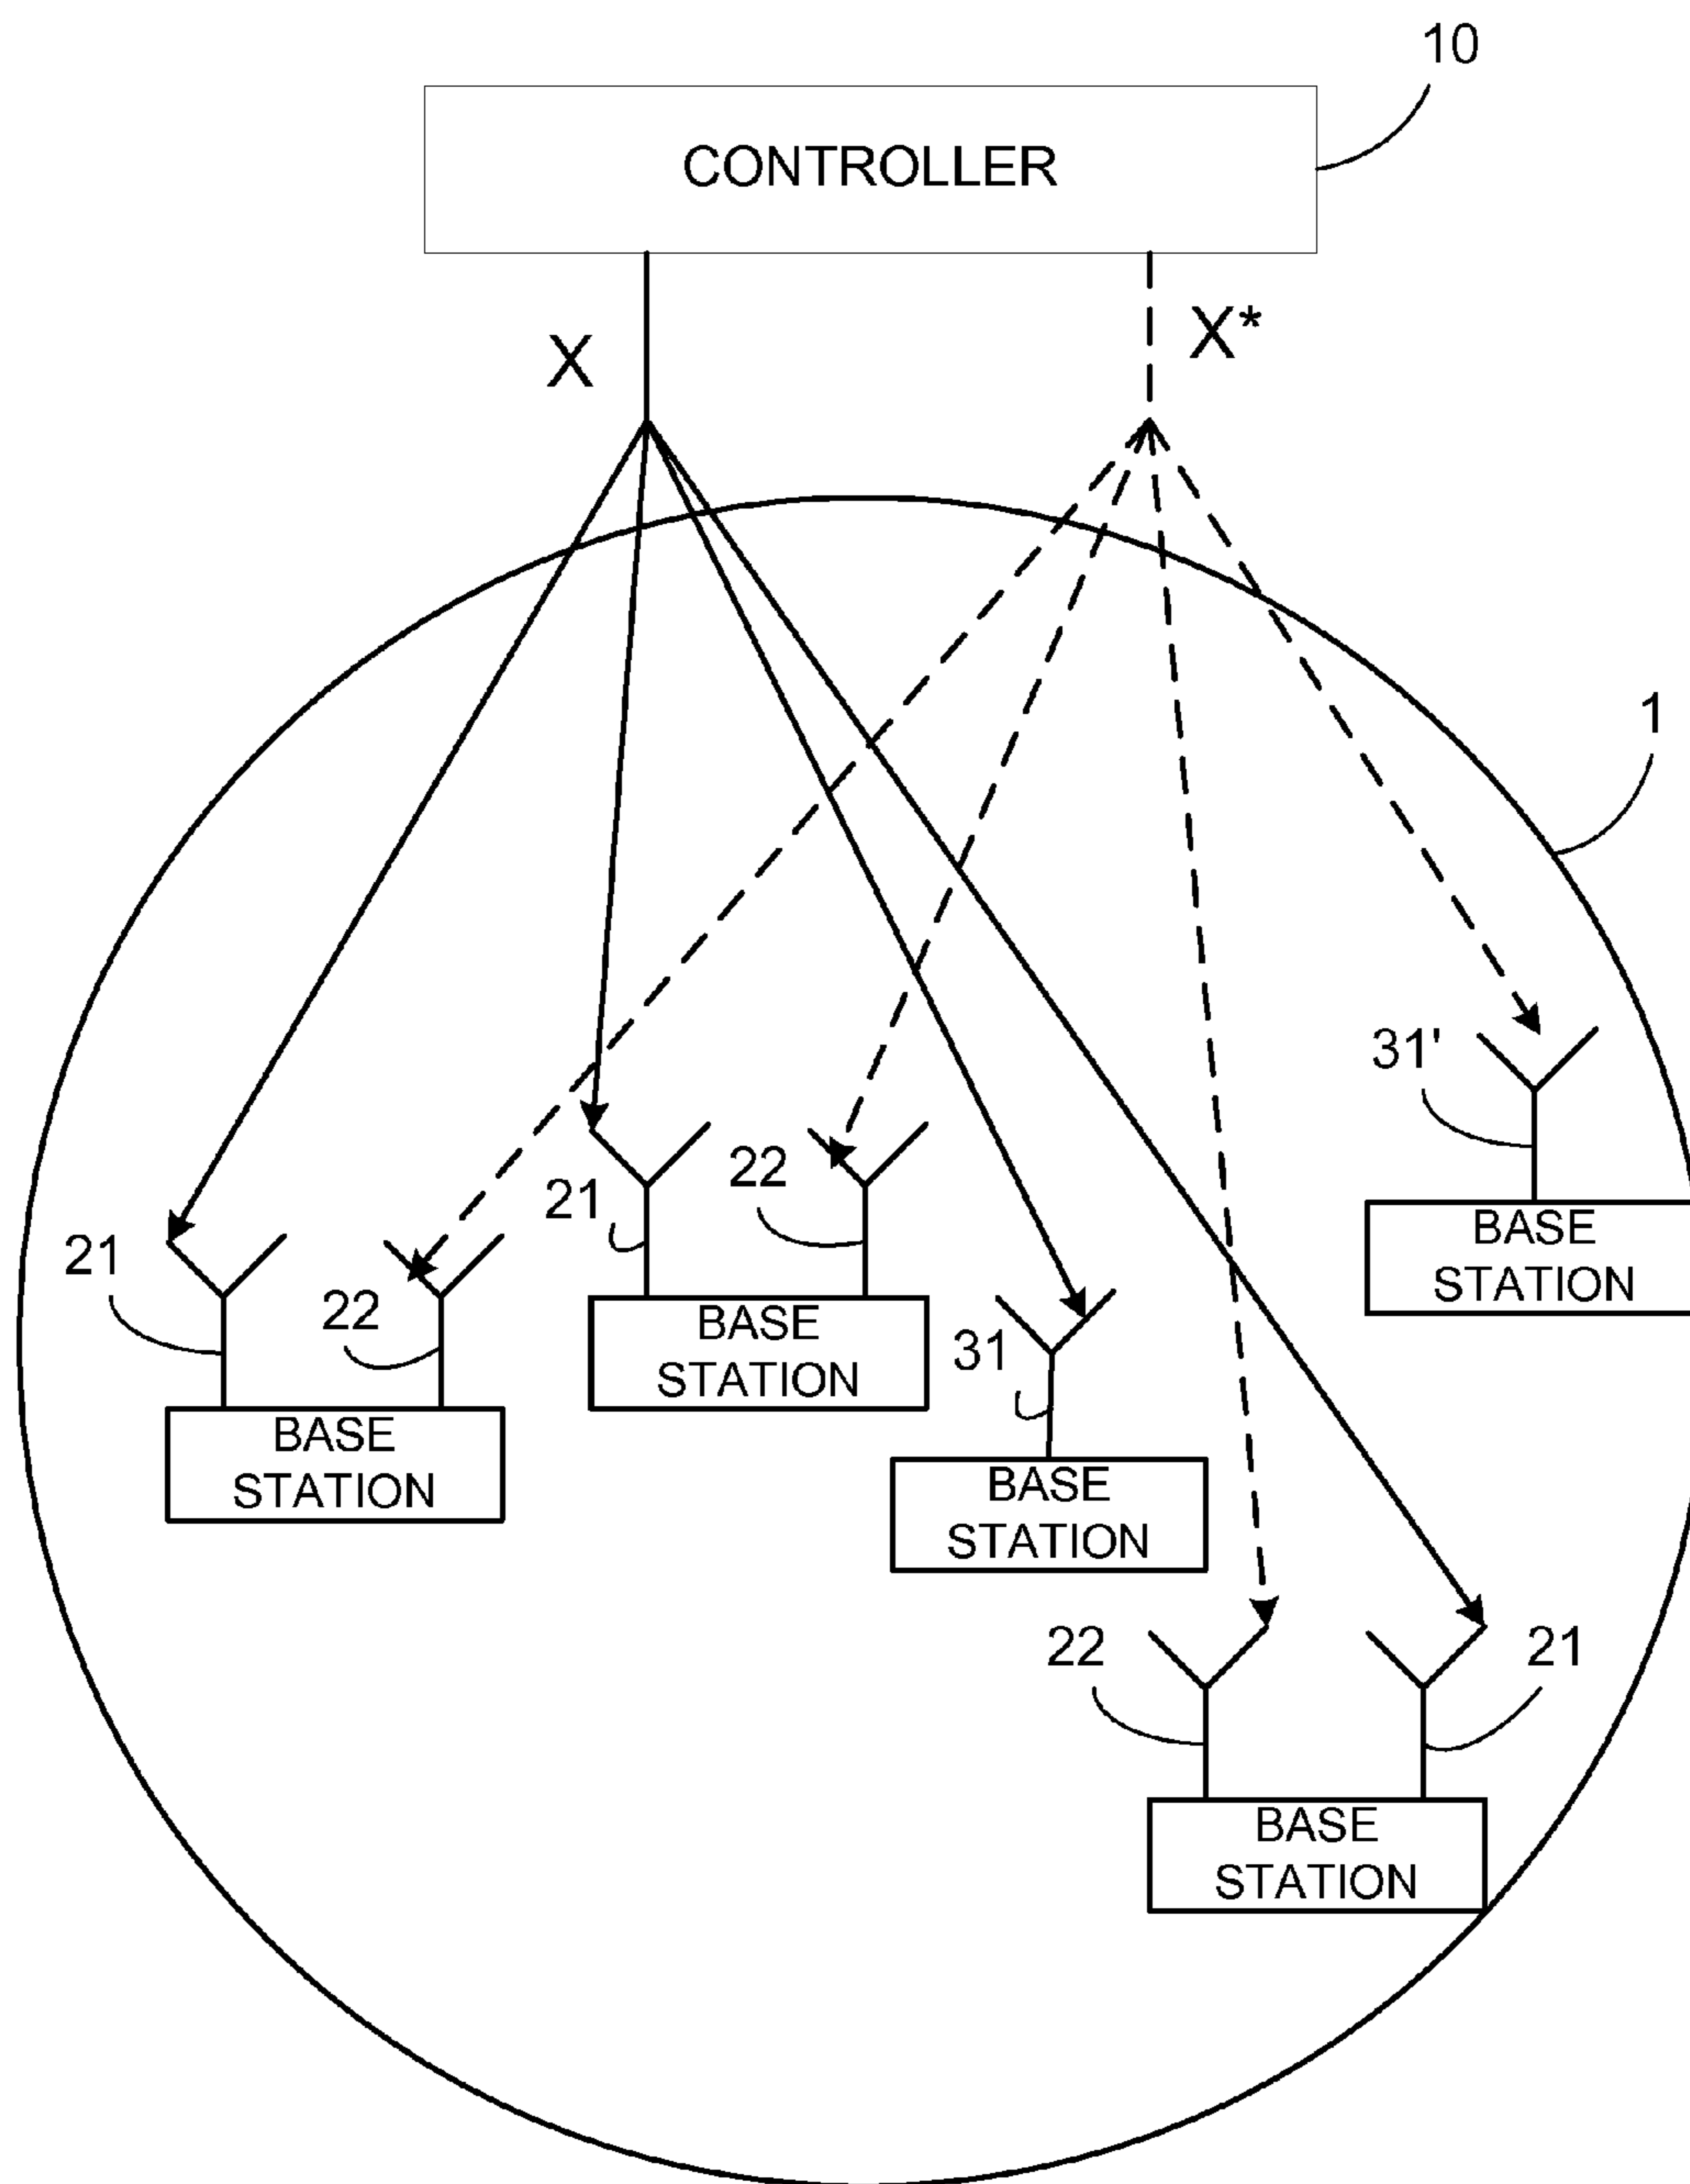 10
CONTROLLER
X
X*
1
31'
BASE
STATION
21
22
BASE
STATION
21
22
BASE
STATION
31
BASE
STATION
22
21
BASE
STATION